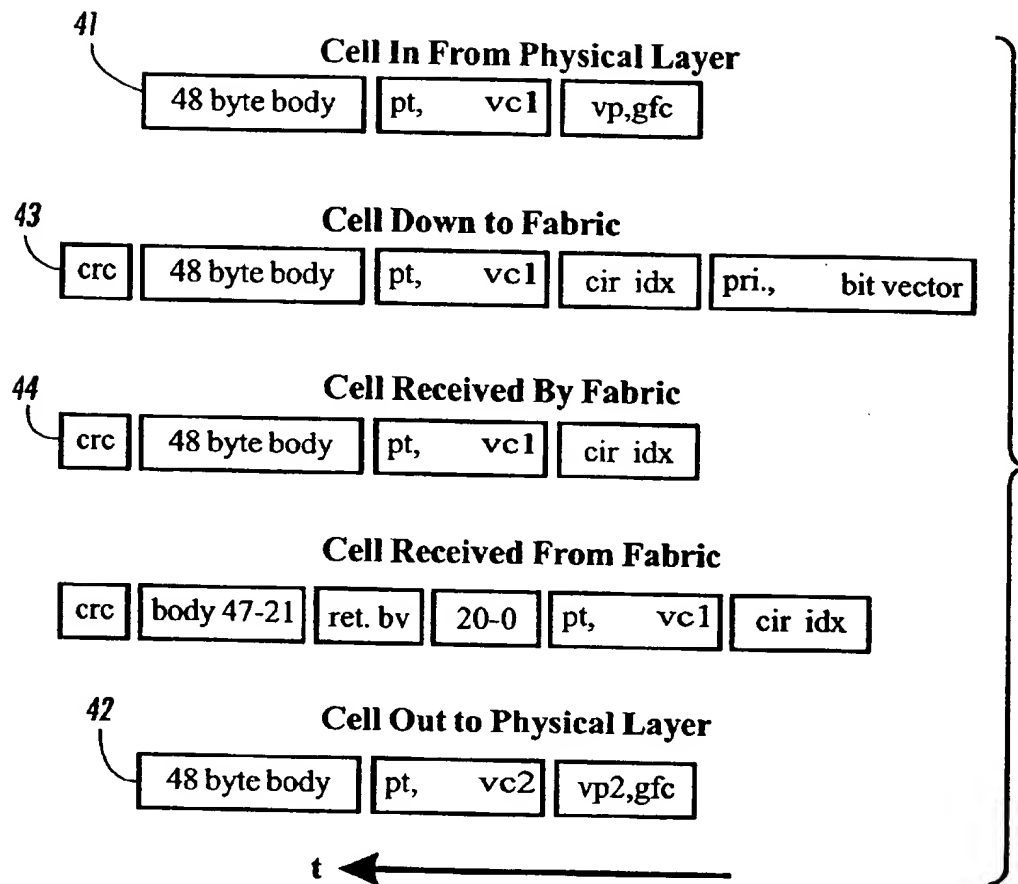 41
Cell In From Physical Layer
48 byte body pt, vc1 vp,gfc
43
Cell Down to Fabric
crc 48 byte body pt, vc1 cir idx pri., bit vector
44
Cell Received By Fabric
crc 48 byte body pt, vc1 cir idx
Cell Received From Fabric
crc body 47-21 ret. bv 20-0 pt, vc1 cir idx
42
Cell Out to Physical Layer
48 byte body pt, vc2 vp2,gfc
t